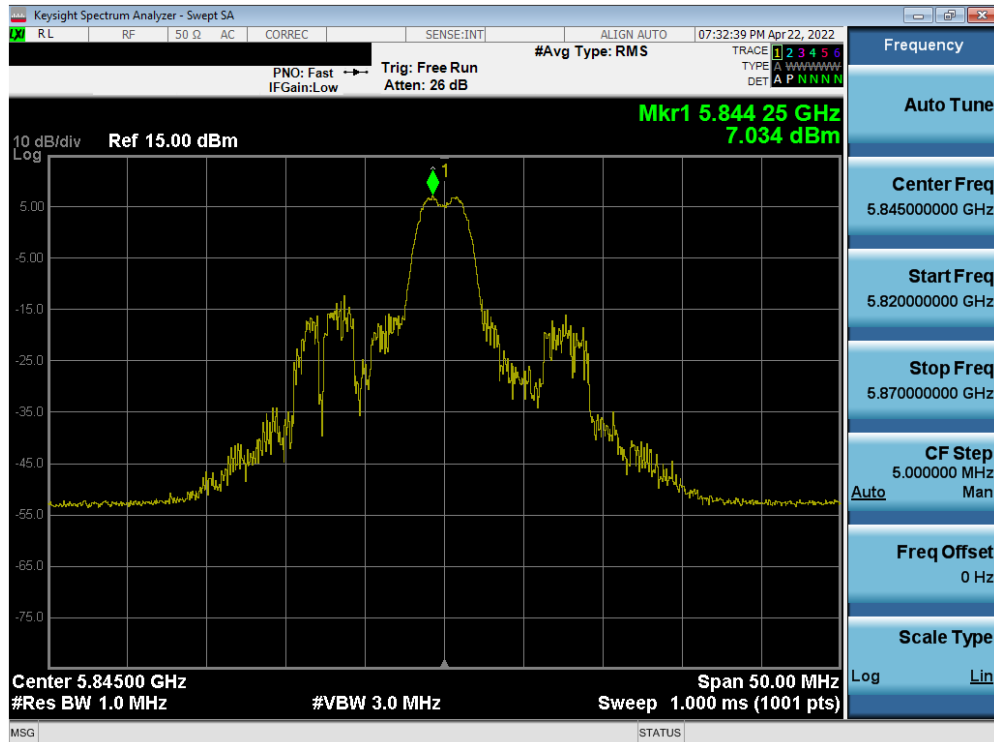 Keysight Spectrum Analyzer - Swept SA
LXI RL RF 50 Ω AC CORREC SENSE:INT ALIGN AUTO 07:32:39 PM Apr 22, 2022
#Avg Type: RMS TRACE 1 2 3 4 5 6
PNO: Fast Trig: Free Run TYPE A WWWWW
IFGain:Low Atten: 26 dB DET A P N N N N
Mkr1 5.844 25 GHz
7.034 dBm
10 dB/div Ref 15.00 dBm
Log
1
5.00
-5.00
-15.0
-25.0
-35.0
-45.0
-55.0
-65.0
-75.0
Center 5.84500 GHz Span 50.00 MHz
#Res BW 1.0 MHz #VBW 3.0 MHz Sweep 1.000 ms (1001 pts)
MSG STATUS
Frequency
Auto Tune
Center Freq
5.845000000 GHz
Start Freq
5.820000000 GHz
Stop Freq
5.870000000 GHz
CF Step
5.000000 MHz
Auto Man
Freq Offset
0 Hz
Scale Type
Log Lin